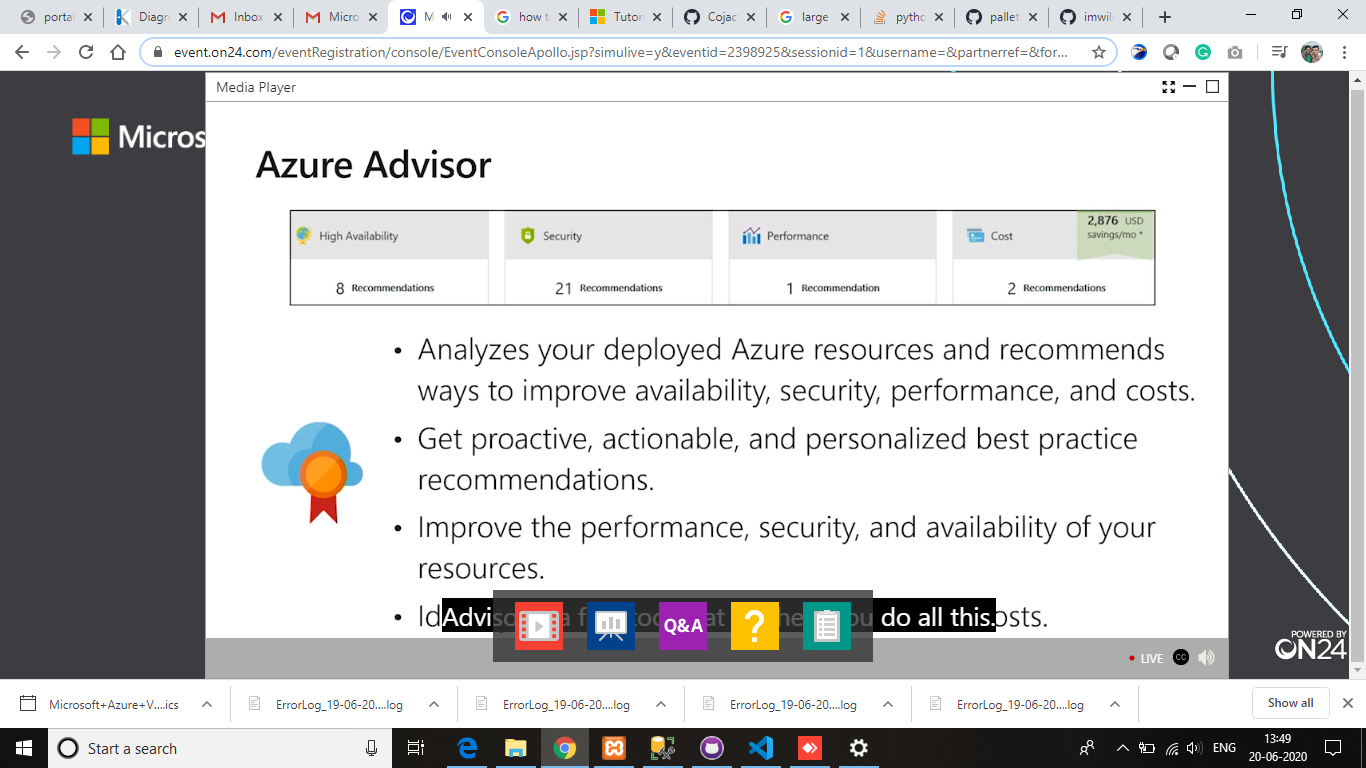 portal
Diagn
Inbox
Micro
M
how t
Tutori
Cojac
large
pytho
pallet
imwils
event.on24.com/eventRegistration/console/EventConsoleApollo.jsp?simulive=y&eventid=2398925&sessionid=1&username=&partnerref=&for...
Media Player
Micros
Azure Advisor
High Availability
8 Recommendations
Security
21 Recommendations
Performance
1 Recommendation
Cost
2,876 USD
savings/mo *
2 Recommendations
• Analyzes your deployed Azure resources and recommends
ways to improve availability, security, performance, and costs.
• Get proactive, actionable, and personalized best practice
recommendations.
• Improve the performance, security, and availability of your
resources.
• Id
Advis
do all this.
osts.
Q&A
?
LIVE
CC
POWERED BY
ON24
Microsoft+Azure+V....ics
ErrorLog_19-06-20....log
ErrorLog_19-06-20....log
ErrorLog_19-06-20....log
ErrorLog_19-06-20....log
Show all
Start a search
ENG
13:49
20-06-2020